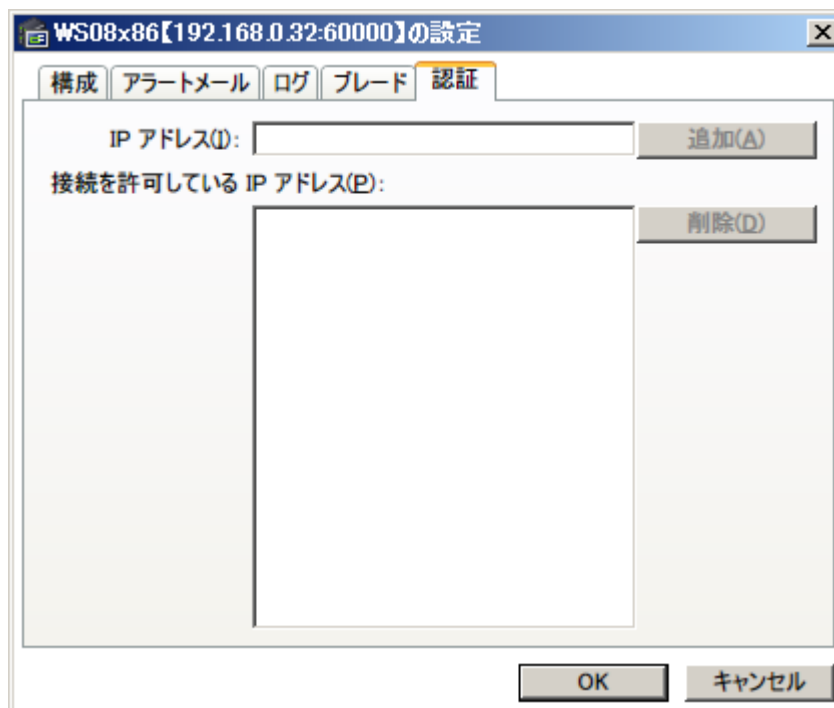 WS08x86【192.168.0.32:60000】の設定
構成 アラートメール ログ ブレード 認証
IP アドレス(I): 追加(A)
接続を許可している IP アドレス(P):
削除(D)
OK キャンセル